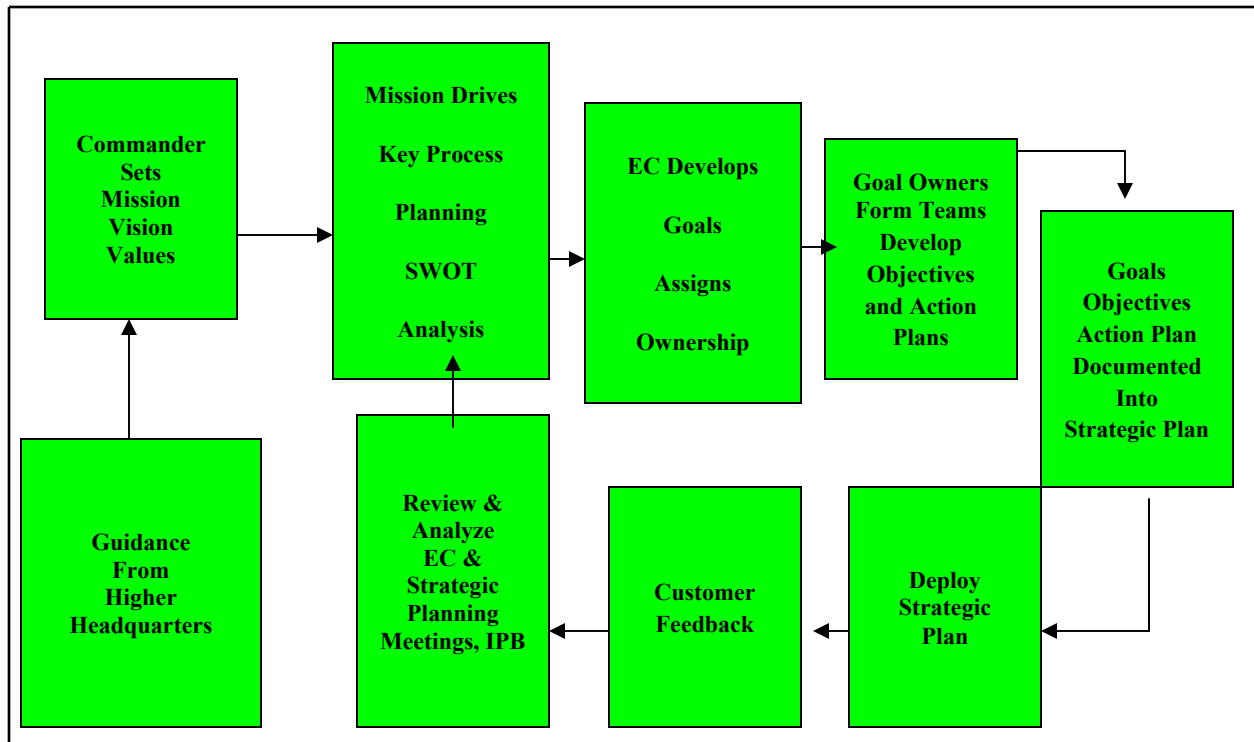 Commander
Sets
Mission
Vision
Values
Mission Drives
Key Process
Planning
SWOT
Analysis
EC Develops
Goals
Assigns
Ownership
Goal Owners
Form Teams
Develop
Objectives
and Action
Plans
Goals
Objectives
Action Plan
Documented
Into
Strategic Plan
Guidance
From
Higher
Headquarters
Review &
Analyze
EC &
Strategic
Planning
Meetings, IPB
Customer
Feedback
Deploy
Strategic
Plan